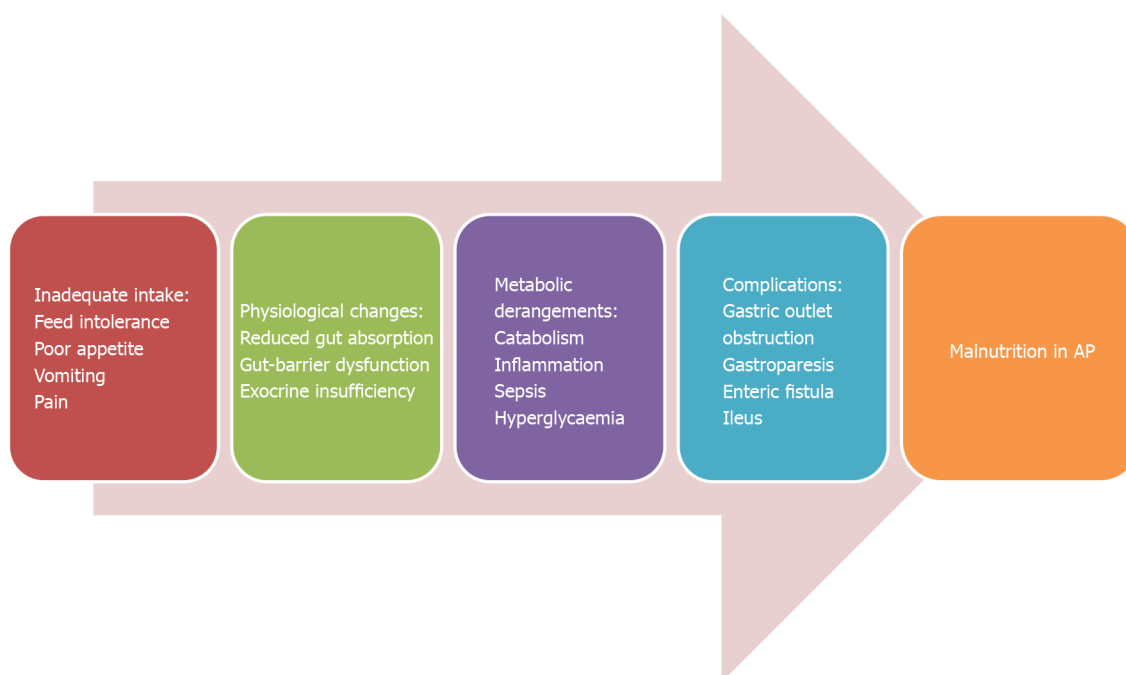 Inadequate intake:
Feed intolerance
Poor appetite
Vomiting
Pain
Physiological changes:
Reduced gut absorption
Gut-barrier dysfunction
Exocrine insufficiency
Metabolic
derangements:
Catabolism
Inflammation
Sepsis
Hyperglycaemia
Complications:
Gastric outlet
obstruction
Gastroparesis
Enteric fistula
Ileus
Malnutrition in AP